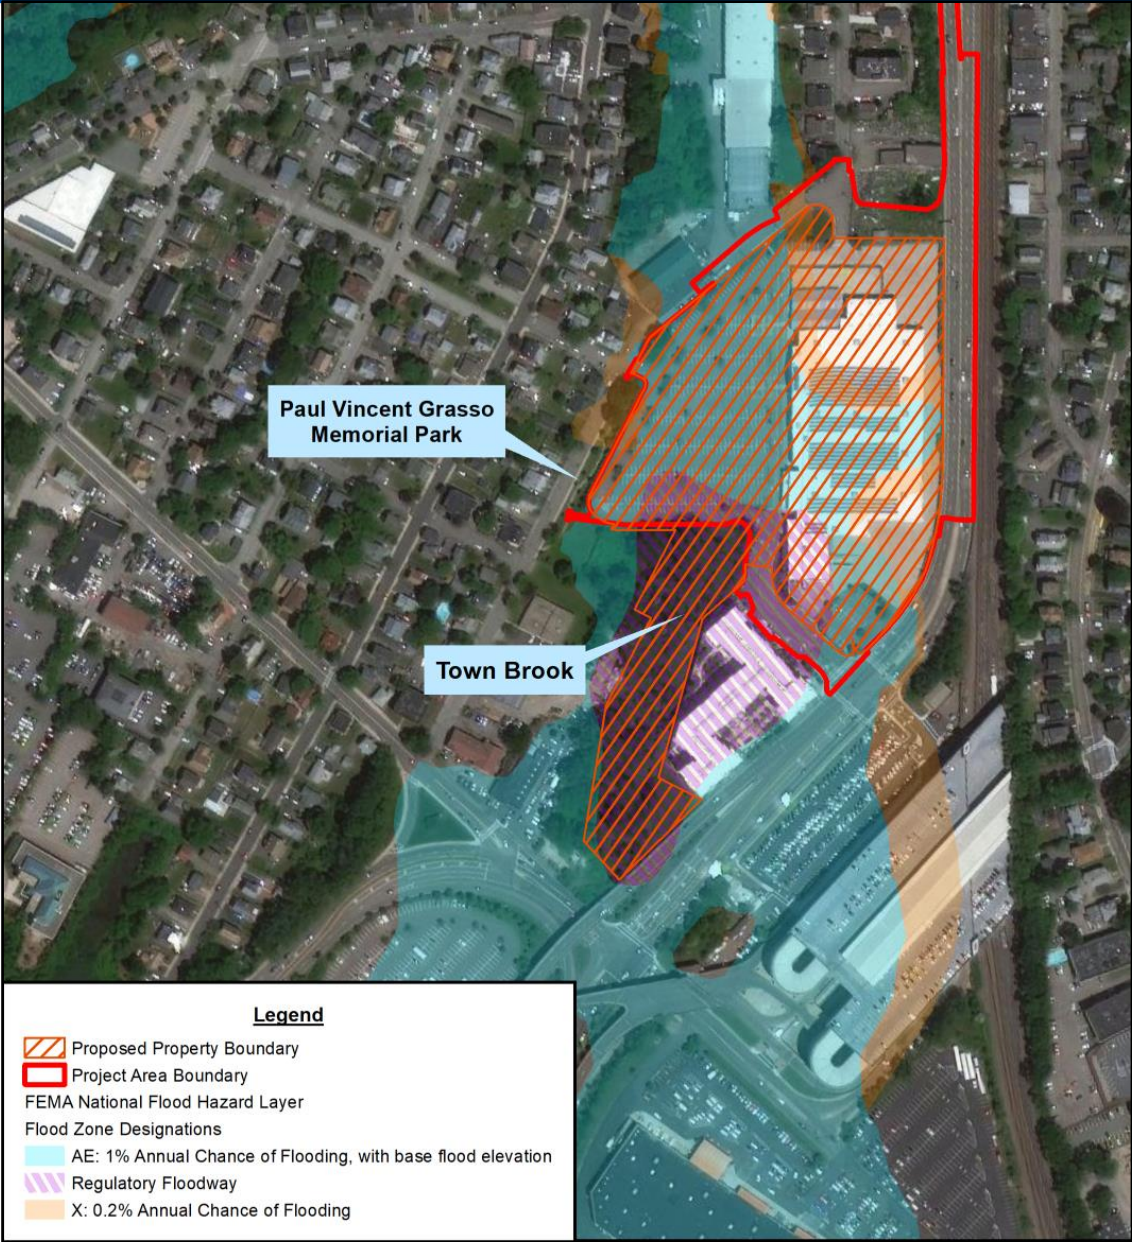 Paul Vincent Grasso
Memorial Park
Town Brook
Legend
Proposed Property Boundary
Project Area Boundary
FEMA National Flood Hazard Layer
Flood Zone Designations
AE: 1% Annual Chance of Flooding, with base flood elevation
Regulatory Floodway
X: 0.2% Annual Chance of Flooding